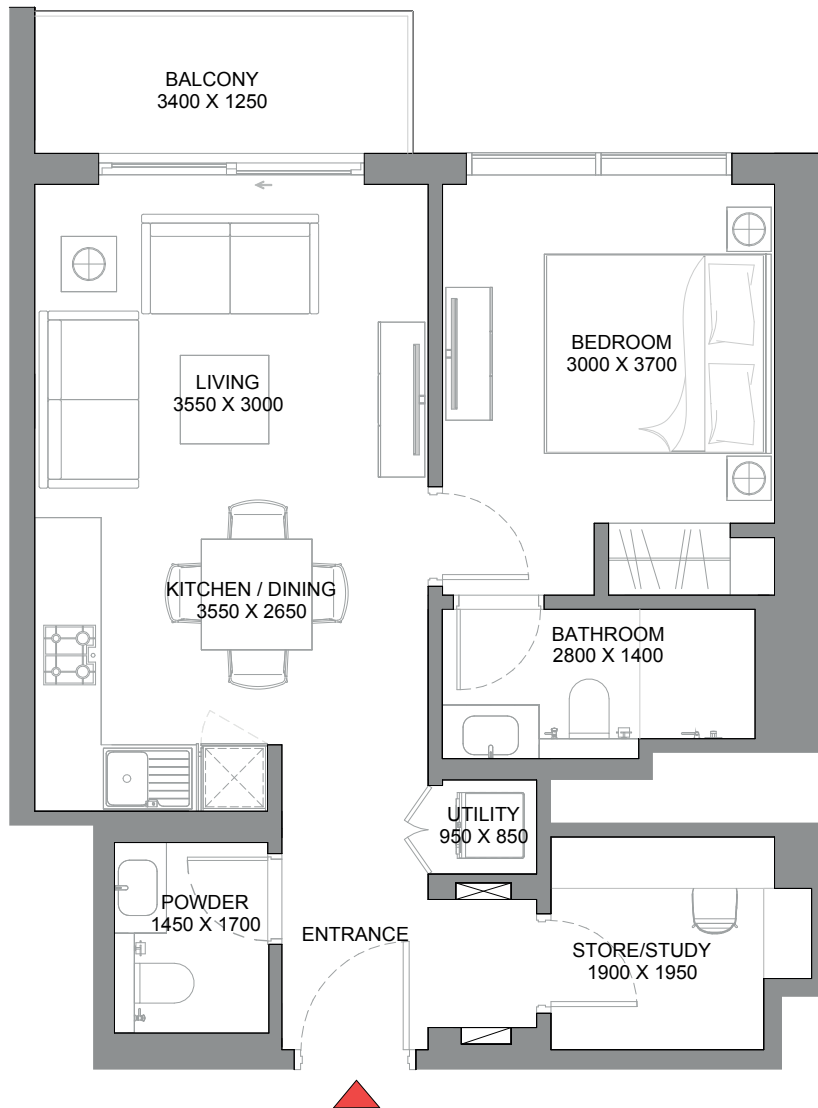 BALCONY
3400 X 1250
BEDROOM
3000 X 3700
LIVING
3550 X 3000
KITCHEN / DINING
3550 X 2650
BATHROOM
2800 X 1400
UTILITY
950 X 850
POWDER
1450 X 1700
ENTRANCE
STORE/STUDY
1900 X 1950